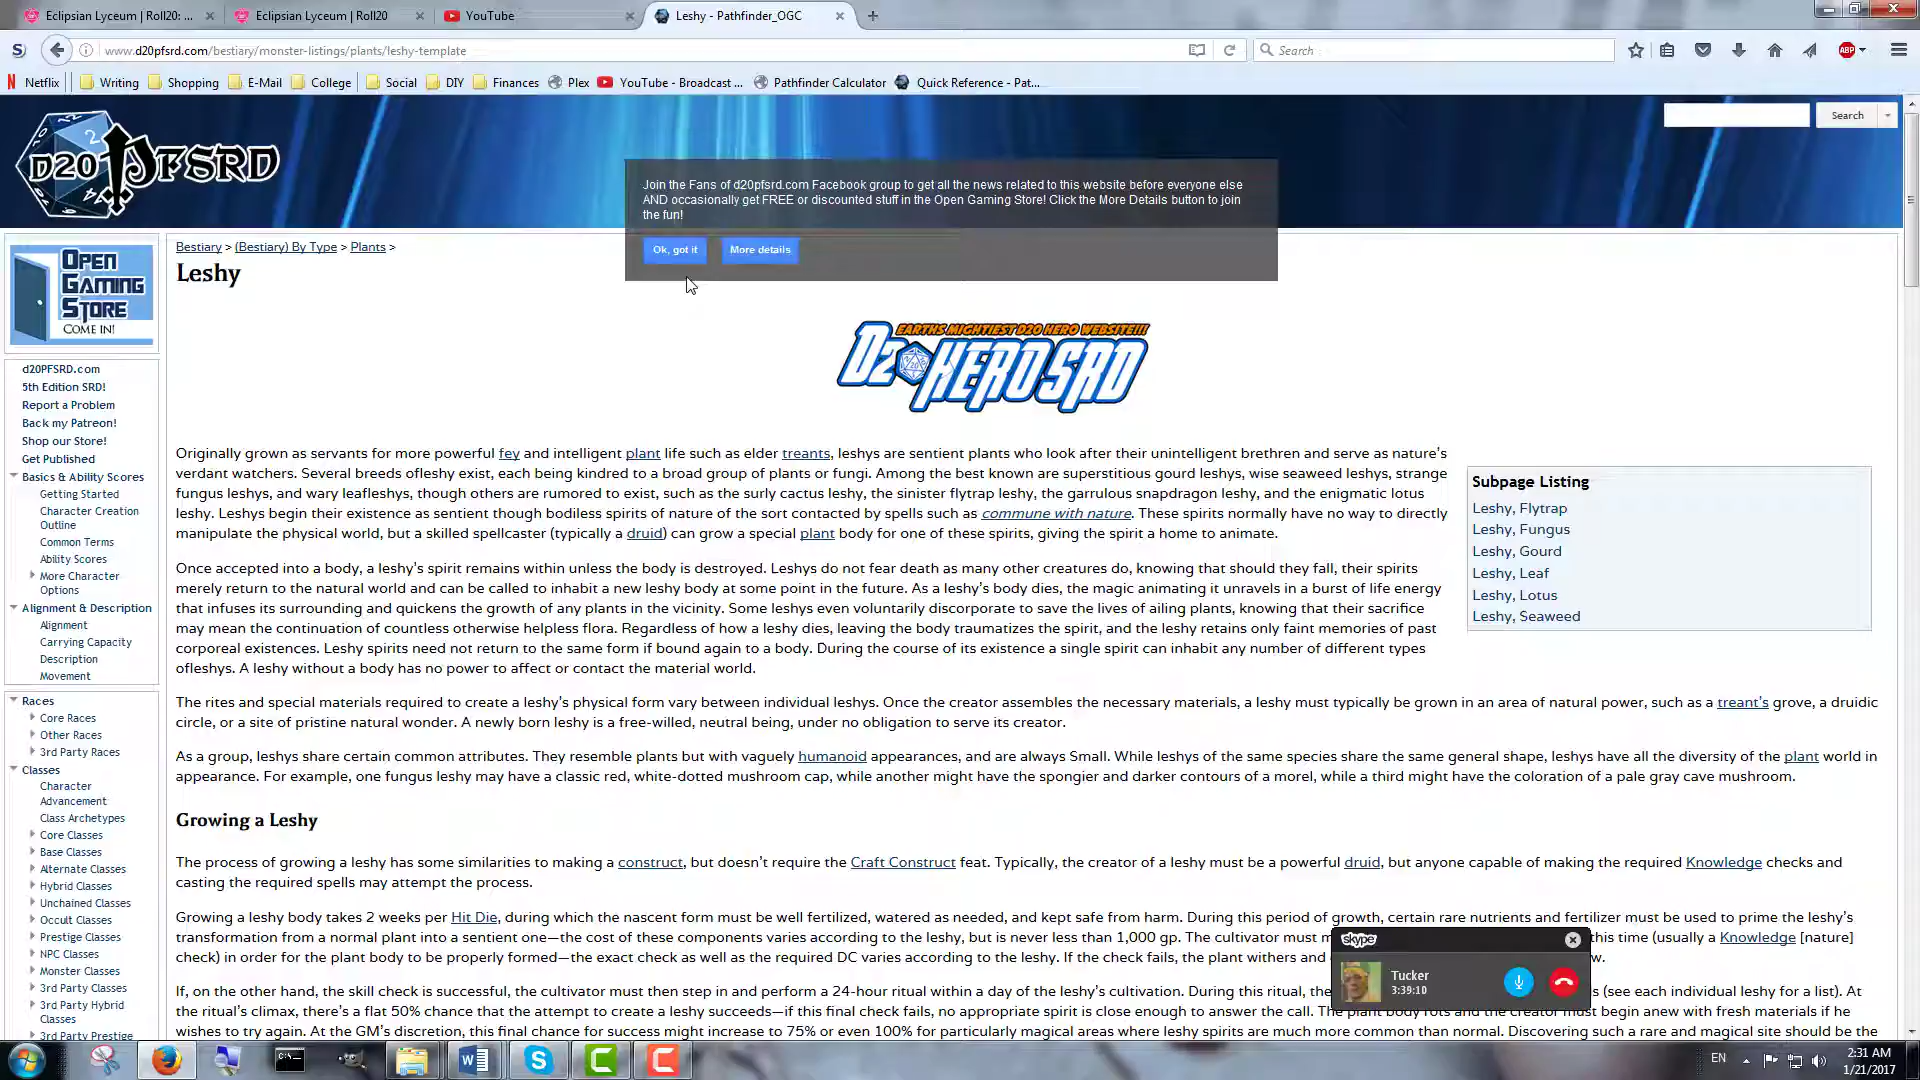 Eclipsian Lyceum | Roll20: ...
Eclipsian Lyceum | Roll20
YouTube
Leshy - Pathfinder_OGC
www.d20pfsrd.com/bestiary/monster-listings/plants/leshy-template
Search
ABP
Netflix
Writing
Shopping
E-Mail
College
Social
DIY
Finances
Plex
YouTube - Broadcast ...
Pathfinder Calculator
Quick Reference - Pat...
d20PFSRD
Search
Join the Fans of d20pfsrd.com Facebook group to get all the news related to this website before everyone else
AND occasionally get FREE or discounted stuff in the Open Gaming Store! Click the More Details button to join
the fun!
Ok, got it
More details
OPEN
GAMING
STORE
COME IN!
d20PFSRD.com
5th Edition SRD!
Report a Problem
Back my Patreon!
Shop our Store!
Get Published
Basics & Ability Scores
Getting Started
Character Creation
Outline
Common Terms
Ability Scores
More Character
Options
Alignment & Description
Alignment
Carrying Capacity
Description
Movement
Races
Core Races
Other Races
3rd Party Races
Classes
Character
Advancement
Class Archetypes
Core Classes
Base Classes
Alternate Classes
Hybrid Classes
Unchained Classes
Occult Classes
Prestige Classes
NPC Classes
Monster Classes
3rd Party Classes
3rd Party Hybrid
Classes
3rd Party Prestige
Bestiary > (Bestiary) By Type > Plants >
Leshy
EARTHS MIGHTIEST D20 HERO WEBSITE!!!
D20 HERO SRD
Originally grown as servants for more powerful fey and intelligent plant life such as elder treants, leshys are sentient plants who look after their unintelligent brethren and serve as nature's
verdant watchers. Several breeds ofleshy exist, each being kindred to a broad group of plants or fungi. Among the best known are superstitious gourd leshys, wise seaweed leshys, strange
fungus leshys, and wary leafleshys, though others are rumored to exist, such as the surly cactus leshy, the sinister flytrap leshy, the garrulous snapdragon leshy, and the enigmatic lotus
leshy. Leshys begin their existence as sentient though bodiless spirits of nature of the sort contacted by spells such as commune with nature. These spirits normally have no way to directly
manipulate the physical world, but a skilled spellcaster (typically a druid) can grow a special plant body for one of these spirits, giving the spirit a home to animate.
Once accepted into a body, a leshy's spirit remains within unless the body is destroyed. Leshys do not fear death as many other creatures do, knowing that should they fall, their spirits
merely return to the natural world and can be called to inhabit a new leshy body at some point in the future. As a leshy's body dies, the magic animating it unravels in a burst of life energy
that infuses its surrounding and quickens the growth of any plants in the vicinity. Some leshys even voluntarily discorporate to save the lives of ailing plants, knowing that their sacrifice
may mean the continuation of countless otherwise helpless flora. Regardless of how a leshy dies, leaving the body traumatizes the spirit, and the leshy retains only faint memories of past
corporeal existences. Leshy spirits need not return to the same form if bound again to a body. During the course of its existence a single spirit can inhabit any number of different types
ofleshys. A leshy without a body has no power to affect or contact the material world.
Subpage Listing
Leshy, Flytrap
Leshy, Fungus
Leshy, Gourd
Leshy, Leaf
Leshy, Lotus
Leshy, Seaweed
The rites and special materials required to create a leshy's physical form vary between individual leshys. Once the creator assembles the necessary materials, a leshy must typically be grown in an area of natural power, such as a treant's grove, a druidic
circle, or a site of pristine natural wonder. A newly born leshy is a free-willed, neutral being, under no obligation to serve its creator.
As a group, leshys share certain common attributes. They resemble plants but with vaguely humanoid appearances, and are always Small. While leshys of the same species share the same general shape, leshys have all the diversity of the plant world in
appearance. For example, one fungus leshy may have a classic red, white-dotted mushroom cap, while another might have the spongier and darker contours of a morel, while a third might have the coloration of a pale gray cave mushroom.
Growing a Leshy
The process of growing a leshy has some similarities to making a construct, but doesn't require the Craft Construct feat. Typically, the creator of a leshy must be a powerful druid, but anyone capable of making the required Knowledge checks and
casting the required spells may attempt the process.
Growing a leshy body takes 2 weeks per Hit Die, during which the nascent form must be well fertilized, watered as needed, and kept safe from harm. During this period of growth, certain rare nutrients and fertilizer must be used to prime the leshy's
transformation from a normal plant into a sentient one—the cost of these components varies according to the leshy, but is never less than 1,000 gp. The cultivator must m this time (usually a Knowledge [nature]
check) in order for the plant body to be properly formed—the exact check as well as the required DC varies according to the leshy. If the check fails, the plant withers and w.
If, on the other hand, the skill check is successful, the cultivator must then step in and perform a 24-hour ritual within a day of the leshy's cultivation. During this ritual, the s (see each individual leshy for a list). At
the ritual's climax, there's a flat 50% chance that the attempt to create a leshy succeeds—if this final check fails, no appropriate spirit is close enough to answer the call. The plant body rots and the creator must begin anew with fresh materials if he
wishes to try again. At the GM's discretion, this final chance for success might increase to 75% or even 100% for particularly magical areas where leshy spirits are much more common than normal. Discovering such a rare and magical site should be the
skype
Tucker
3:39:10
EN
2:31 AM
1/21/2017